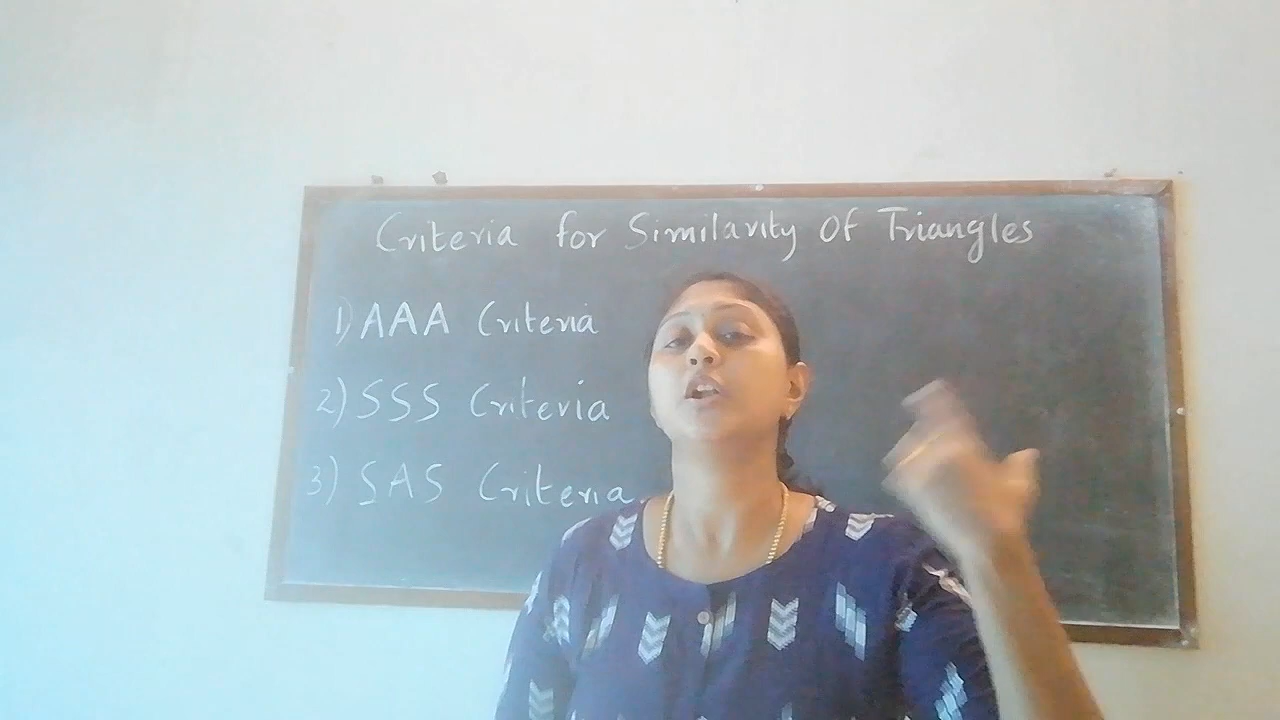 Criteria for Similarity Of Triangles
1) AAA Criteria
2) SSS Criteria
3) SAS Criteria.